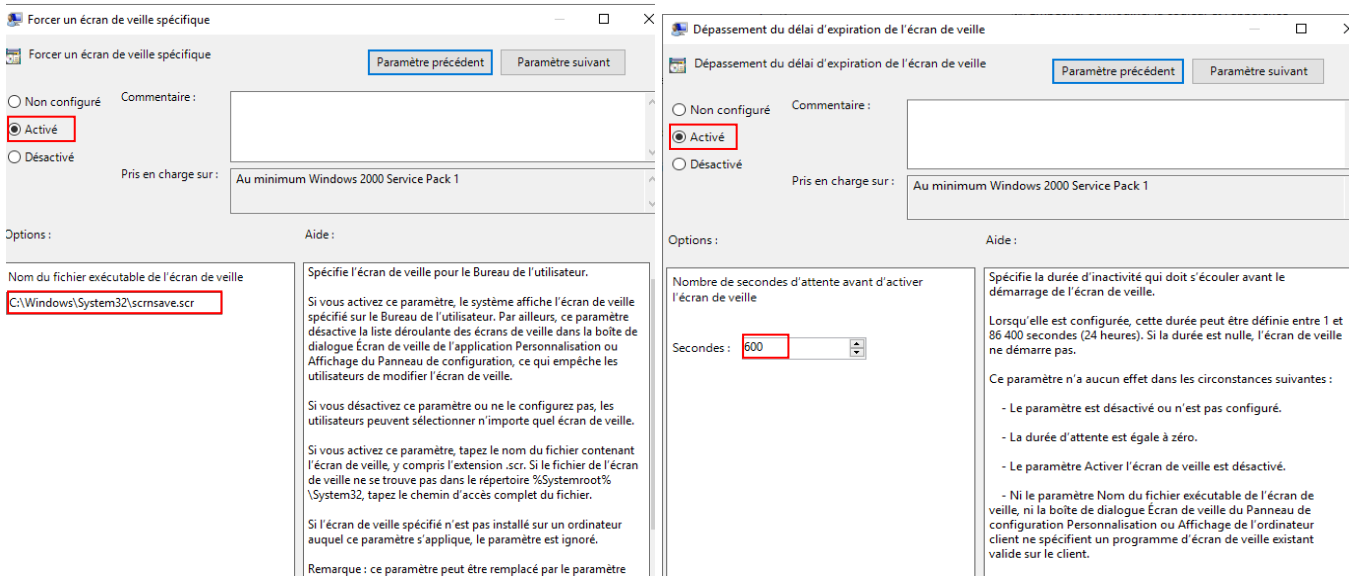 Forcer un écran de veille spécifique
Forcer un écran de veille spécifique
Paramètre précédent
Paramètre suivant
Non configuré
Commentaire :
Activé
Désactivé
Pris en charge sur :
Au minimum Windows 2000 Service Pack 1
Options :
Aide :
Nom du fichier exécutable de l'écran de veille
C:\Windows\System32\scrnsave.scr
Spécifie l'écran de veille pour le Bureau de l'utilisateur.
Si vous activez ce paramètre, le système affiche l'écran de veille
spécifié sur le Bureau de l'utilisateur. Par ailleurs, ce paramètre
désactive la liste déroulante des écrans de veille dans la boîte de
dialogue Écran de veille de l'application Personnalisation ou
Affichage du Panneau de configuration, ce qui empêche les
utilisateurs de modifier l'écran de veille.
Si vous désactivez ce paramètre ou ne le configurez pas, les
utilisateurs peuvent sélectionner n'importe quel écran de veille.
Si vous activez ce paramètre, tapez le nom du fichier contenant
l'écran de veille, y compris l'extension .scr. Si le fichier de l'écran
de veille ne se trouve pas dans le répertoire %Systemroot%
\System32, tapez le chemin d'accès complet du fichier.
Si l'écran de veille spécifié n'est pas installé sur un ordinateur
auquel ce paramètre s'applique, le paramètre est ignoré.
Remarque : ce paramètre peut être remplacé par le paramètre
Dépassement du délai d'expiration de l'écran de veille
Dépassement du délai d'expiration de l'écran de veille
Paramètre précédent
Paramètre suivant
Non configuré
Commentaire :
Activé
Désactivé
Pris en charge sur :
Au minimum Windows 2000 Service Pack 1
Options :
Aide :
Nombre de secondes d'attente avant d'activer
l'écran de veille
Secondes : 600
Spécifie la durée d'inactivité qui doit s'écouler avant le
démarrage de l'écran de veille.
Lorsqu'elle est configurée, cette durée peut être définie entre 1 et
86 400 secondes (24 heures). Si la durée est nulle, l'écran de veille
ne démarre pas.
Ce paramètre n'a aucun effet dans les circonstances suivantes :
- Le paramètre est désactivé ou n'est pas configuré.
- La durée d'attente est égale à zéro.
- Le paramètre Activer l'écran de veille est désactivé.
- Ni le paramètre Nom du fichier exécutable de l'écran de
veille, ni la boîte de dialogue Écran de veille du Panneau de
configuration Personnalisation ou Affichage de l'ordinateur
client ne spécifient un programme d'écran de veille existant
valide sur le client.